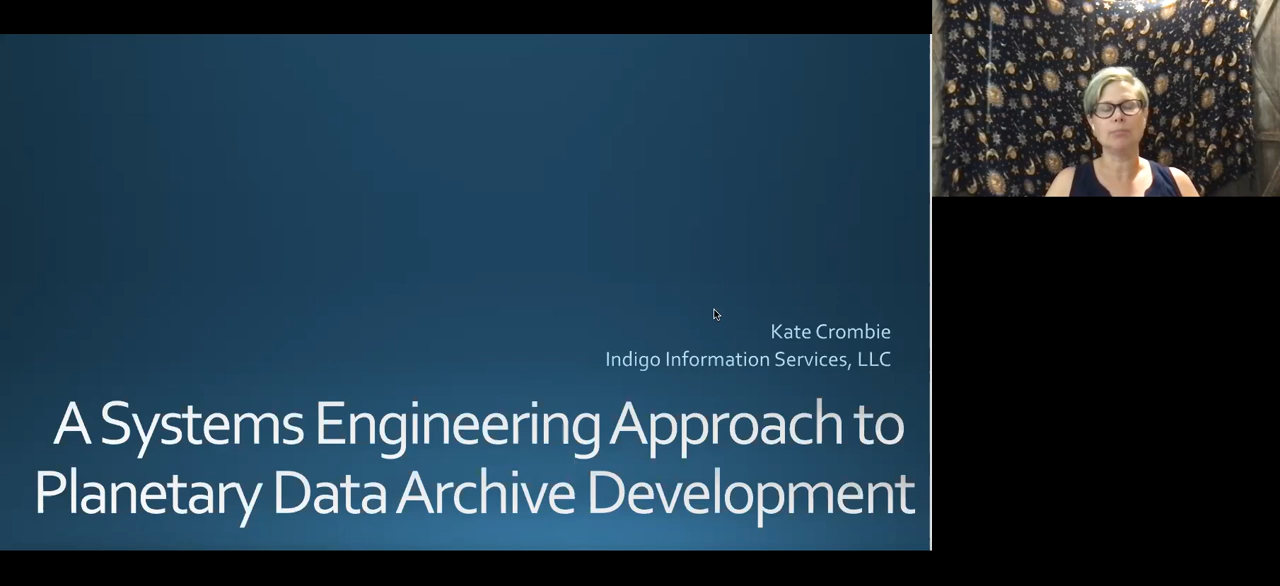 Kate Crombie
Indigo Information Services, LLC
A Systems Engineering Approach to
Planetary Data Archive Development